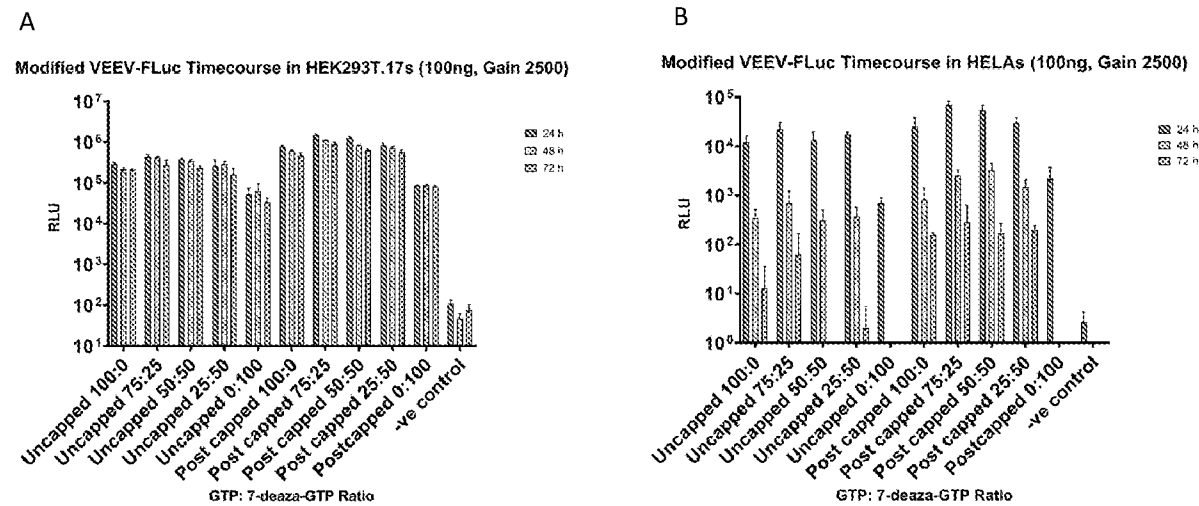 A
Modified VEEV-FLuc Timecourse in HEK293T.17s (100ng, Gain 2500)
10^7
10^6
10^5
10^4
10^3
10^2
10^1
RLU
24 h
48 h
72 h
Uncapped 100:0
Uncapped 75:25
Uncapped 50:50
Uncapped 25:50
Uncapped 0:100
Post capped 100:0
Post capped 75:25
Post capped 50:50
Post capped 25:50
Postcapped 0:100
-ve control
GTP: 7-deaza-GTP Ratio
B
Modified VEEV-FLuc Timecourse in HELAs (100ng, Gain 2500)
10^5
10^4
10^3
10^2
10^1
10^0
RLU
24 h
48 h
72 h
Uncapped 100:0
Uncapped 75:25
Uncapped 50:50
Uncapped 25:50
Uncapped 0:100
Post capped 100:0
Post capped 75:25
Post capped 50:50
Post capped 25:50
Postcapped 0:100
-ve control
GTP: 7-deaza-GTP Ratio